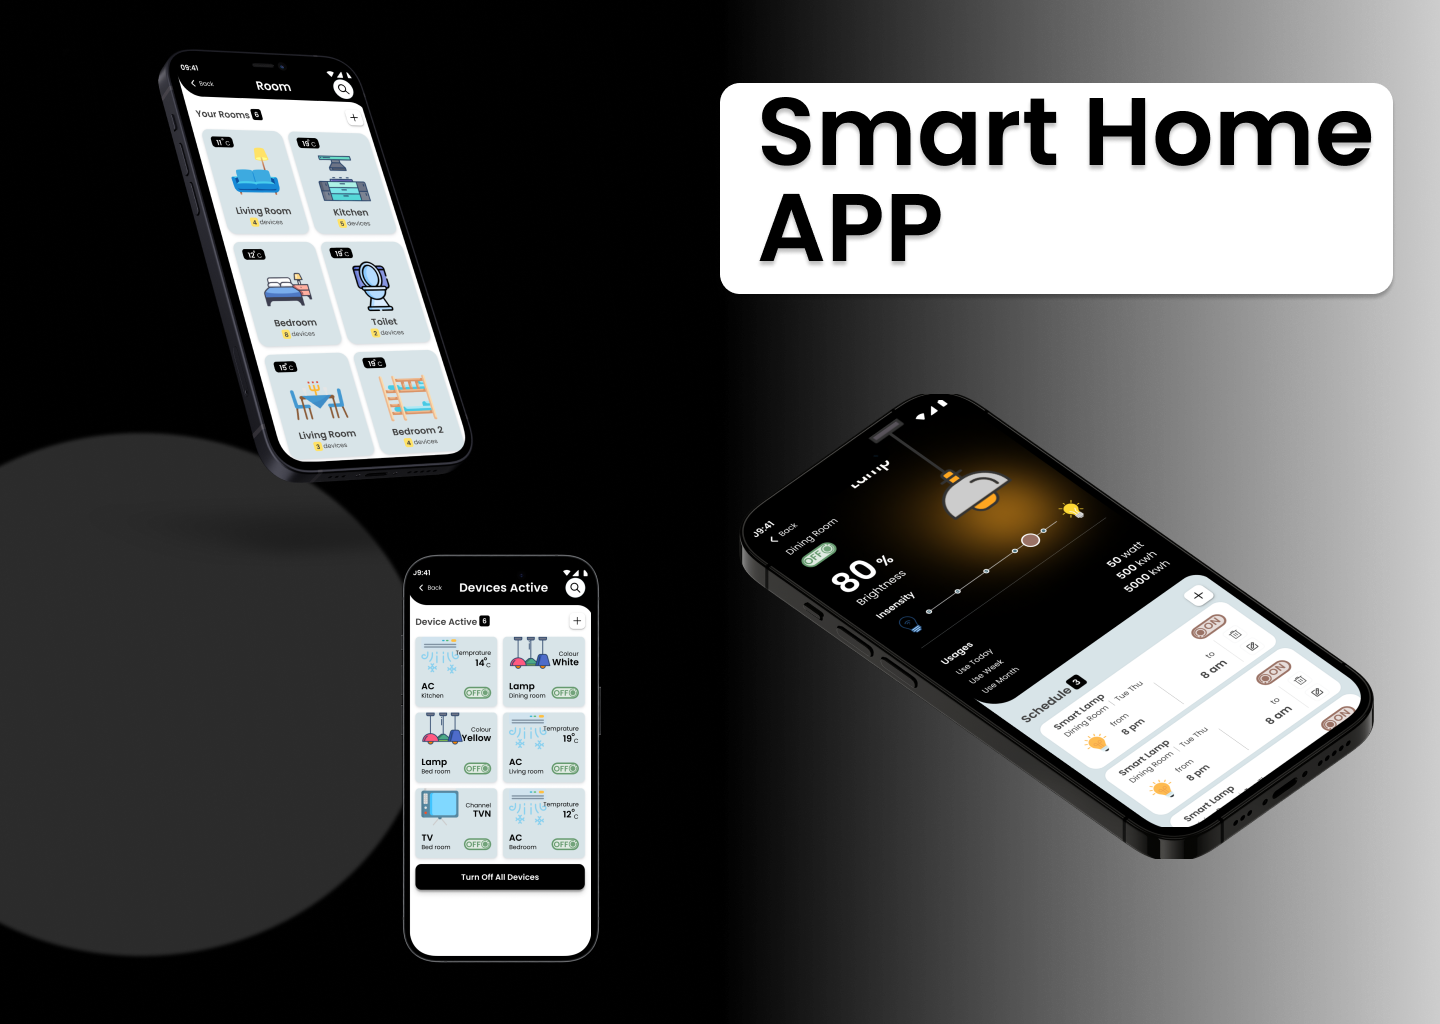 Smart Home
APP
09:41
Back
Room
Your Rooms 6
11°C
19°C
Living Room
4 devices
Kitchen
5 devices
12°C
19°C
Bedroom
8 devices
Toilet
2 devices
15°C
19°C
Living Room
3 devices
Bedroom 2
4 devices
09:41
Back
Devices Active
Device Active 6
Temprature
14°C
AC
Kitchen
OFF
Colour
White
Lamp
Dining room
OFF
Colour
Yellow
Lamp
Bed room
OFF
Temprature
19°C
AC
Living room
OFF
Channel
TVN
TV
Bed room
OFF
Temprature
12°C
AC
Bedroom
OFF
Turn Off All Devices
09:41
Back
Lamp
Dining Room
OFF
80 %
Brightness
Insensity
Usages
Use Today
50 watt
Use Week
500 kwh
Use Month
5000 kwh
Schedule 3
Smart Lamp
Dining Room Tue Thu
ON
from
8 pm
to
8 am
Smart Lamp
Dining Room Tue Thu
ON
from
8 pm
to
8 am
Smart Lamp
ON